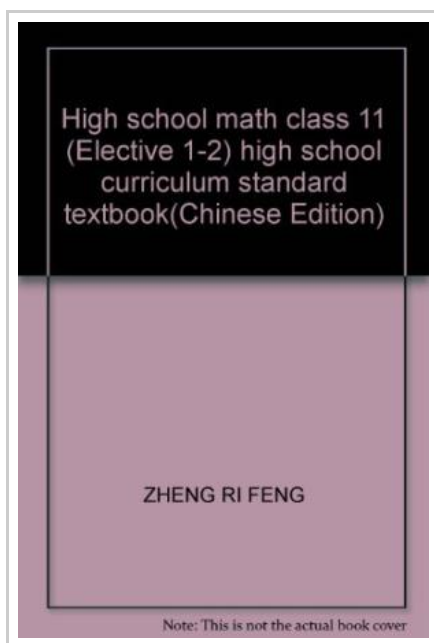 High school math class 11
(Elective 1-2) high school
curriculum standard
textbook(Chinese Edition)
ZHENG RI FENG
Note: This is not the actual book cover